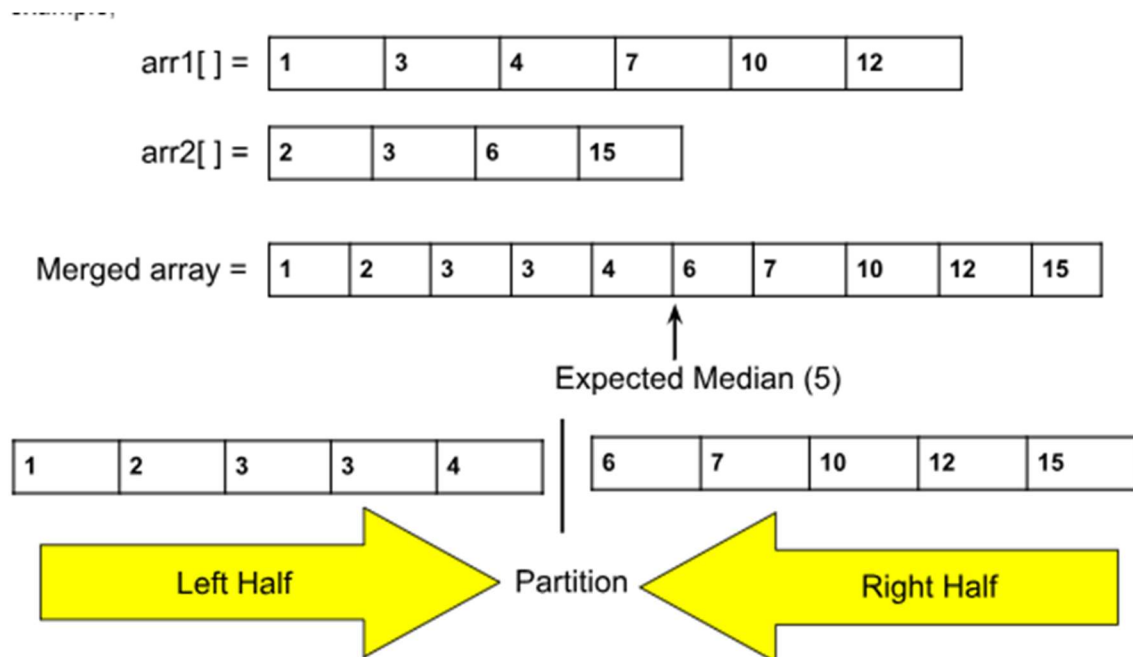 arr1[ ] = 1 3 4 7 10 12
arr2[ ] = 2 3 6 15
Merged array = 1 2 3 3 4 6 7 10 12 15
Expected Median (5)
1 2 3 3 4 6 7 10 12 15
Left Half Partition Right Half